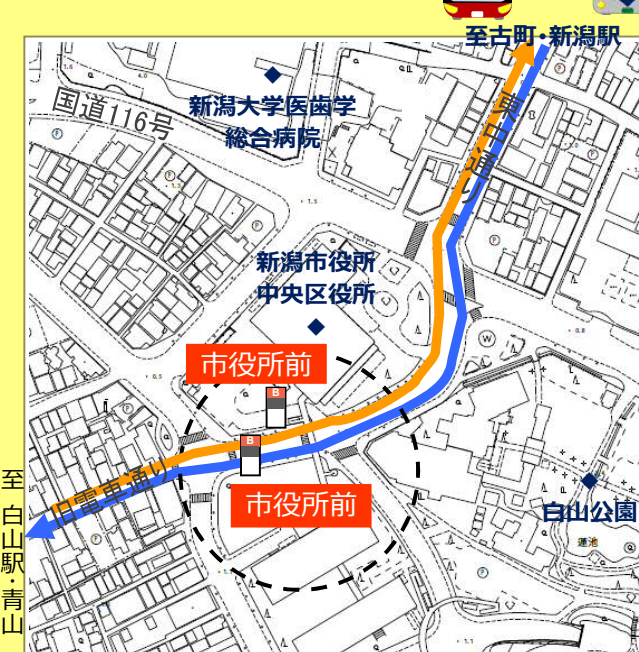 至古町・新潟駅
新潟大学医歯学
総合病院
国道116号
東中通り
新潟市役所
中央区役所
市役所前
B
B
市役所前
旧電車通り
至 白山駅・青山
白山公園
蓮池
W